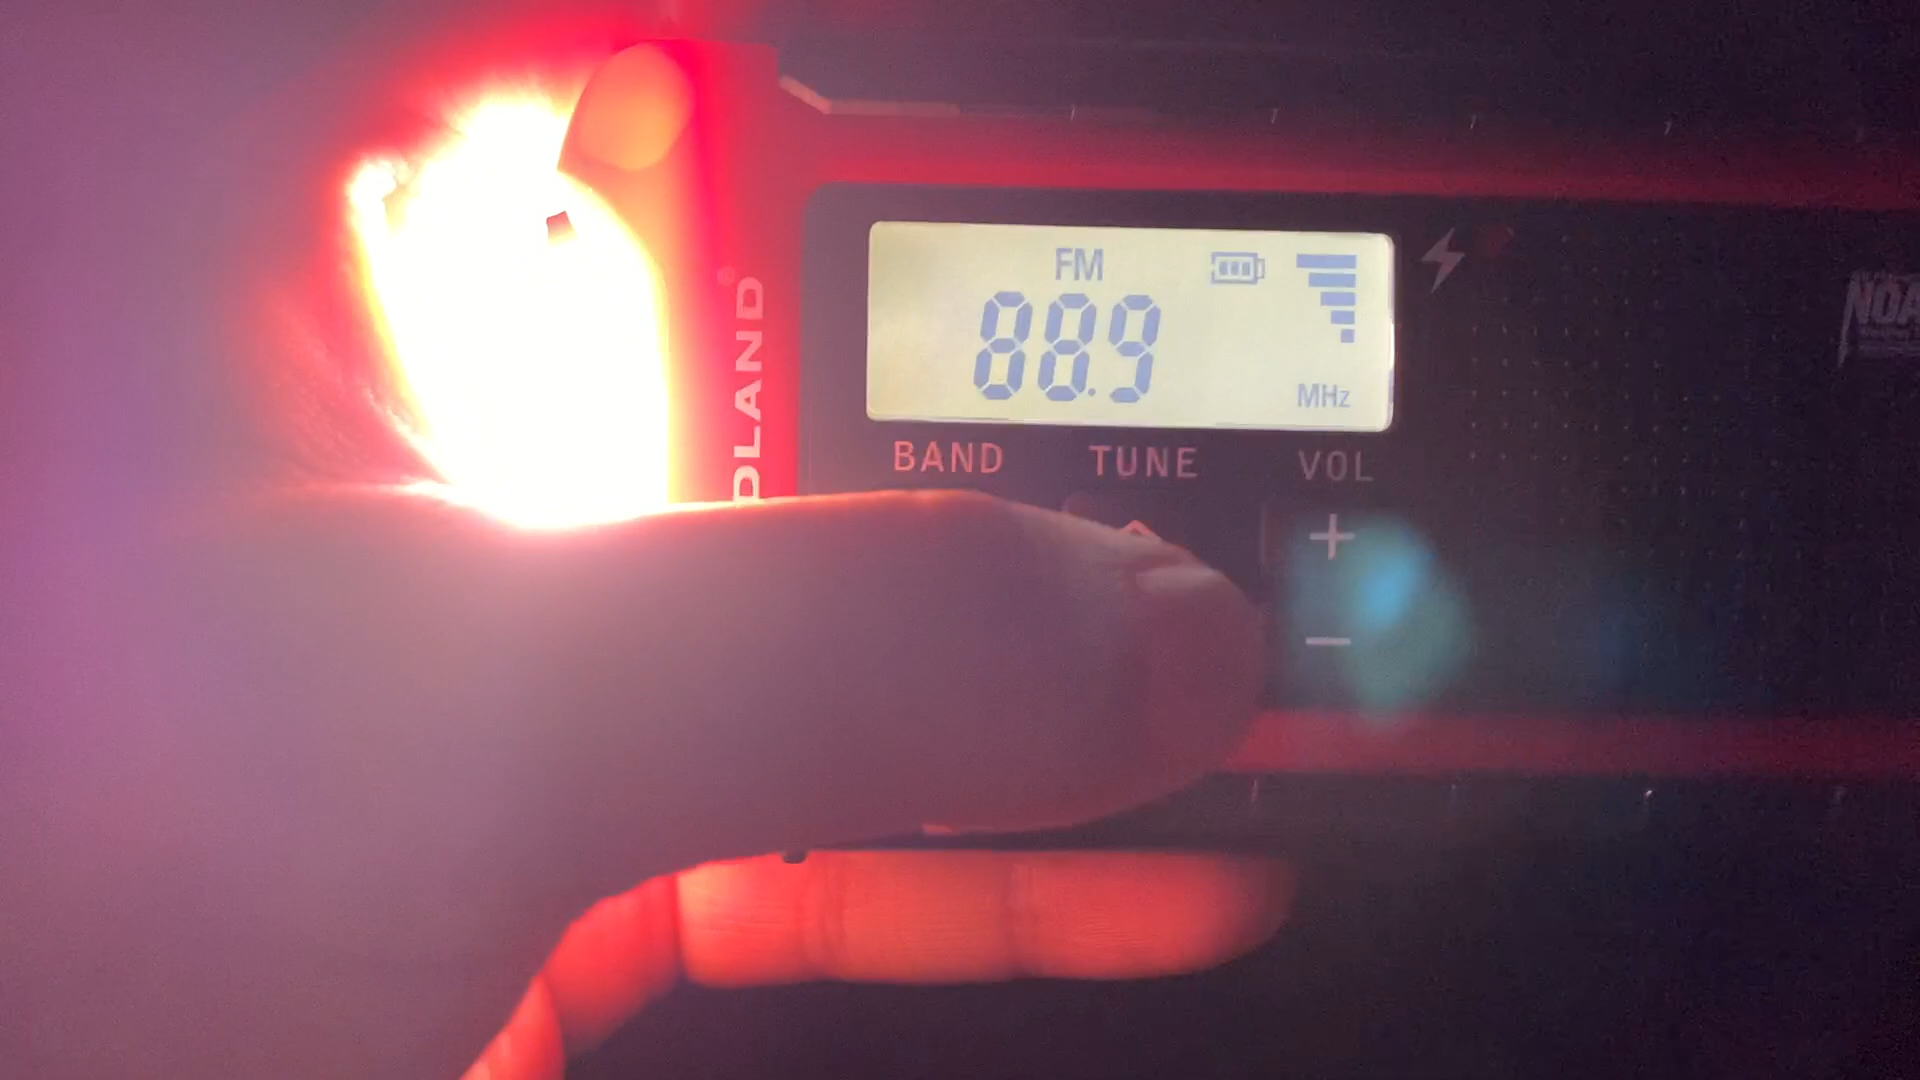 FM
88.9
MHz
BAND TUNE VOL
+
−
DLAND®
NOA